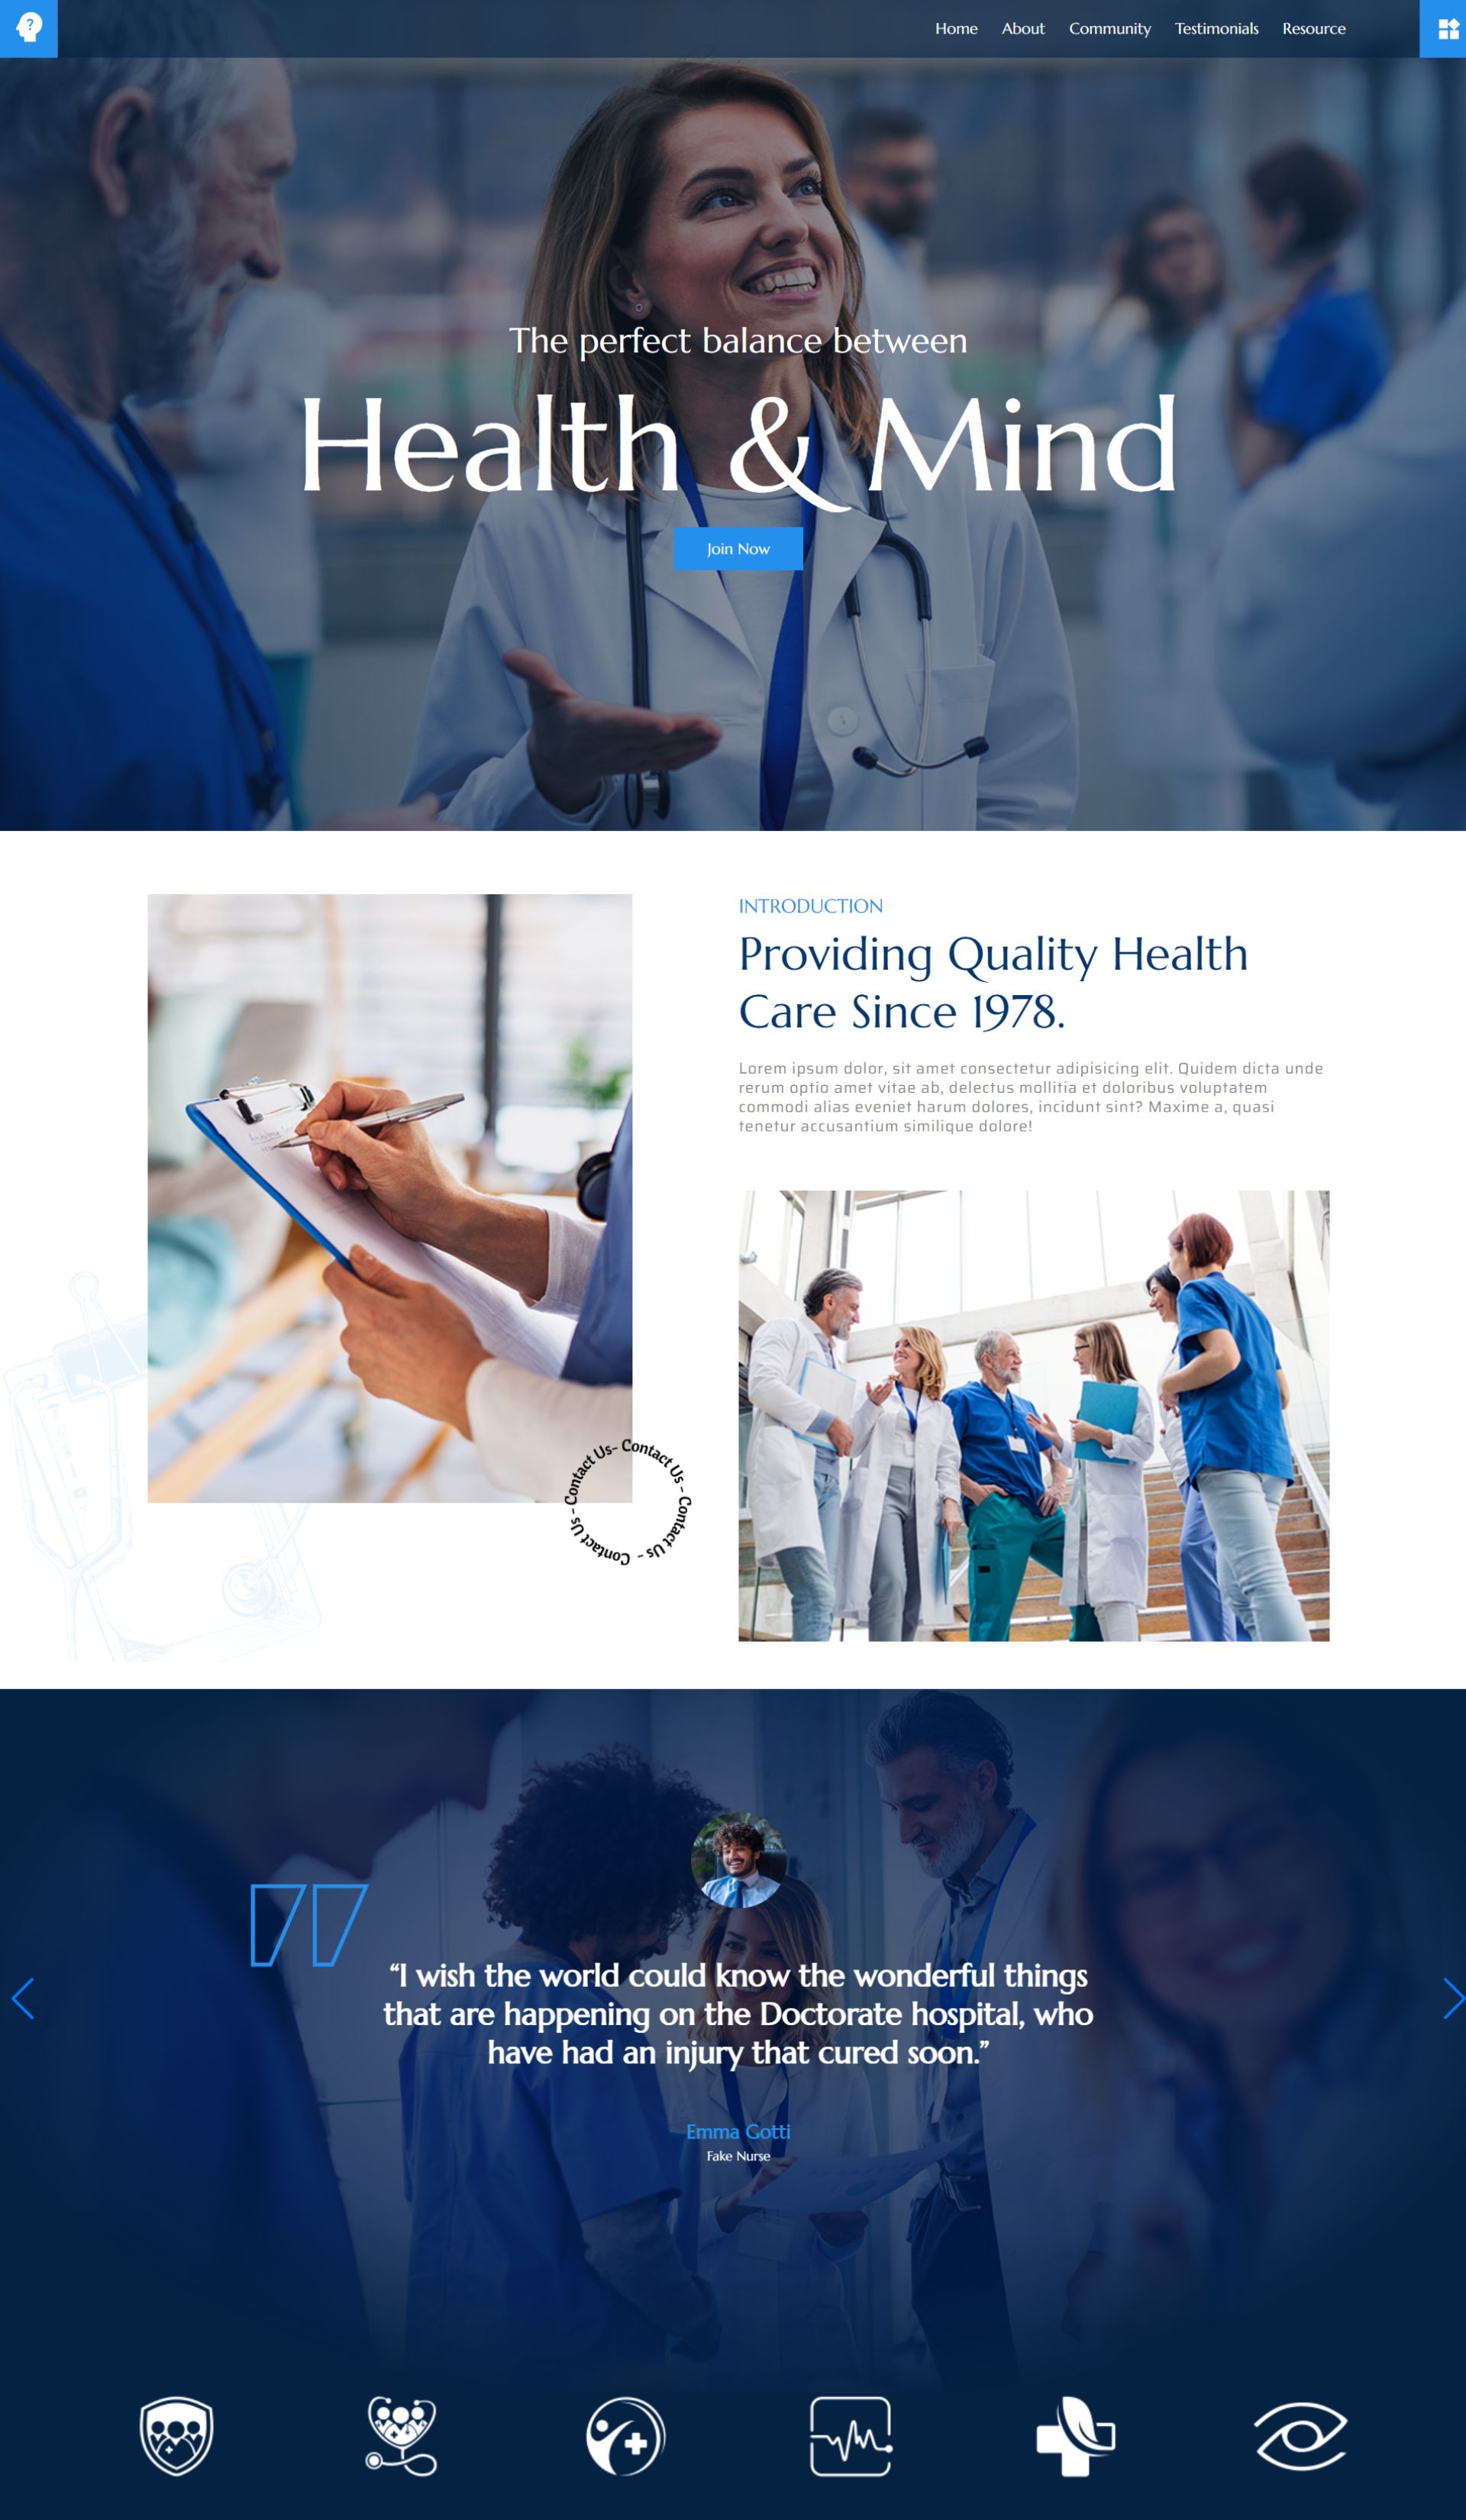 ?
Home About Community Testimonials Resource
The perfect balance between
Health & Mind
Join Now
INTRODUCTION
Providing Quality Health
Care Since 1978.
Lorem ipsum dolor, sit amet consectetur adipisicing elit. Quidem dicta unde
rerum optio amet vitae ab, delectus mollitia et doloribus voluptatem
commodi alias eveniet harum dolores, incidunt sint? Maxime a, quasi
tenetur accusantium similique dolore!
Contact Us - Contact Us - Contact Us - Contact Us -
“I wish the world could know the wonderful things
that are happening on the Doctorate hospital, who
have had an injury that cured soon.”
Emma Gotti
Fake Nurse